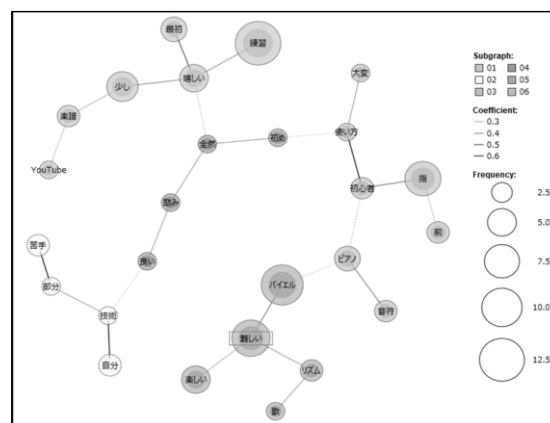 最初
練習
嬉しい
少し
楽譜
YouTube
全然
初め
大変
使い方
初心者
指
前
励み
良い
苦手
部分
技術
自分
ピアノ
バイエル
音符
難しい
楽しい
リズム
歌
Subgraph:
01 04
02 05
03 06
Coefficient:
0.3
0.4
0.5
0.6
Frequency:
2.5
5.0
7.5
10.0
12.5